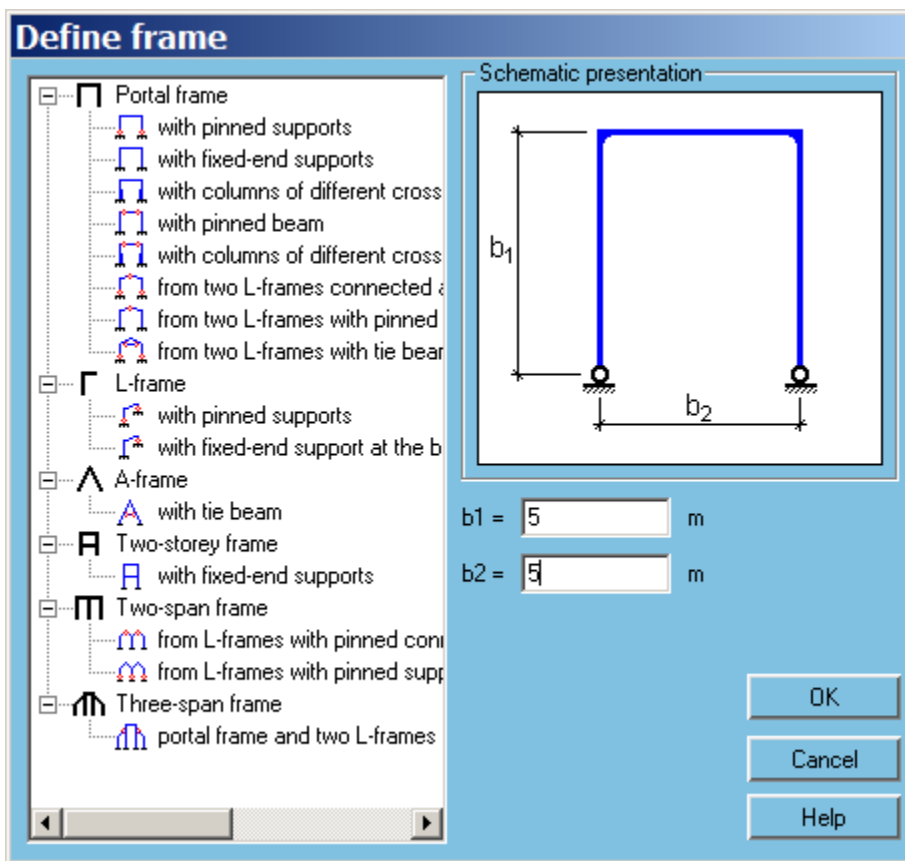 Define frame
Portal frame
with pinned supports
with fixed-end supports
with columns of different cross
with pinned beam
with columns of different cross
from two L-frames connected
from two L-frames with pinned
from two L-frames with tie bear
L-frame
with pinned supports
with fixed-end support at the b
A-frame
with tie beam
Two-storey frame
with fixed-end supports
Two-span frame
from L-frames with pinned conn
from L-frames with pinned supp
Three-span frame
portal frame and two L-frames
Schematic presentation
b₁
b₂
b1 = 5 m
b2 = 5 m
OK
Cancel
Help